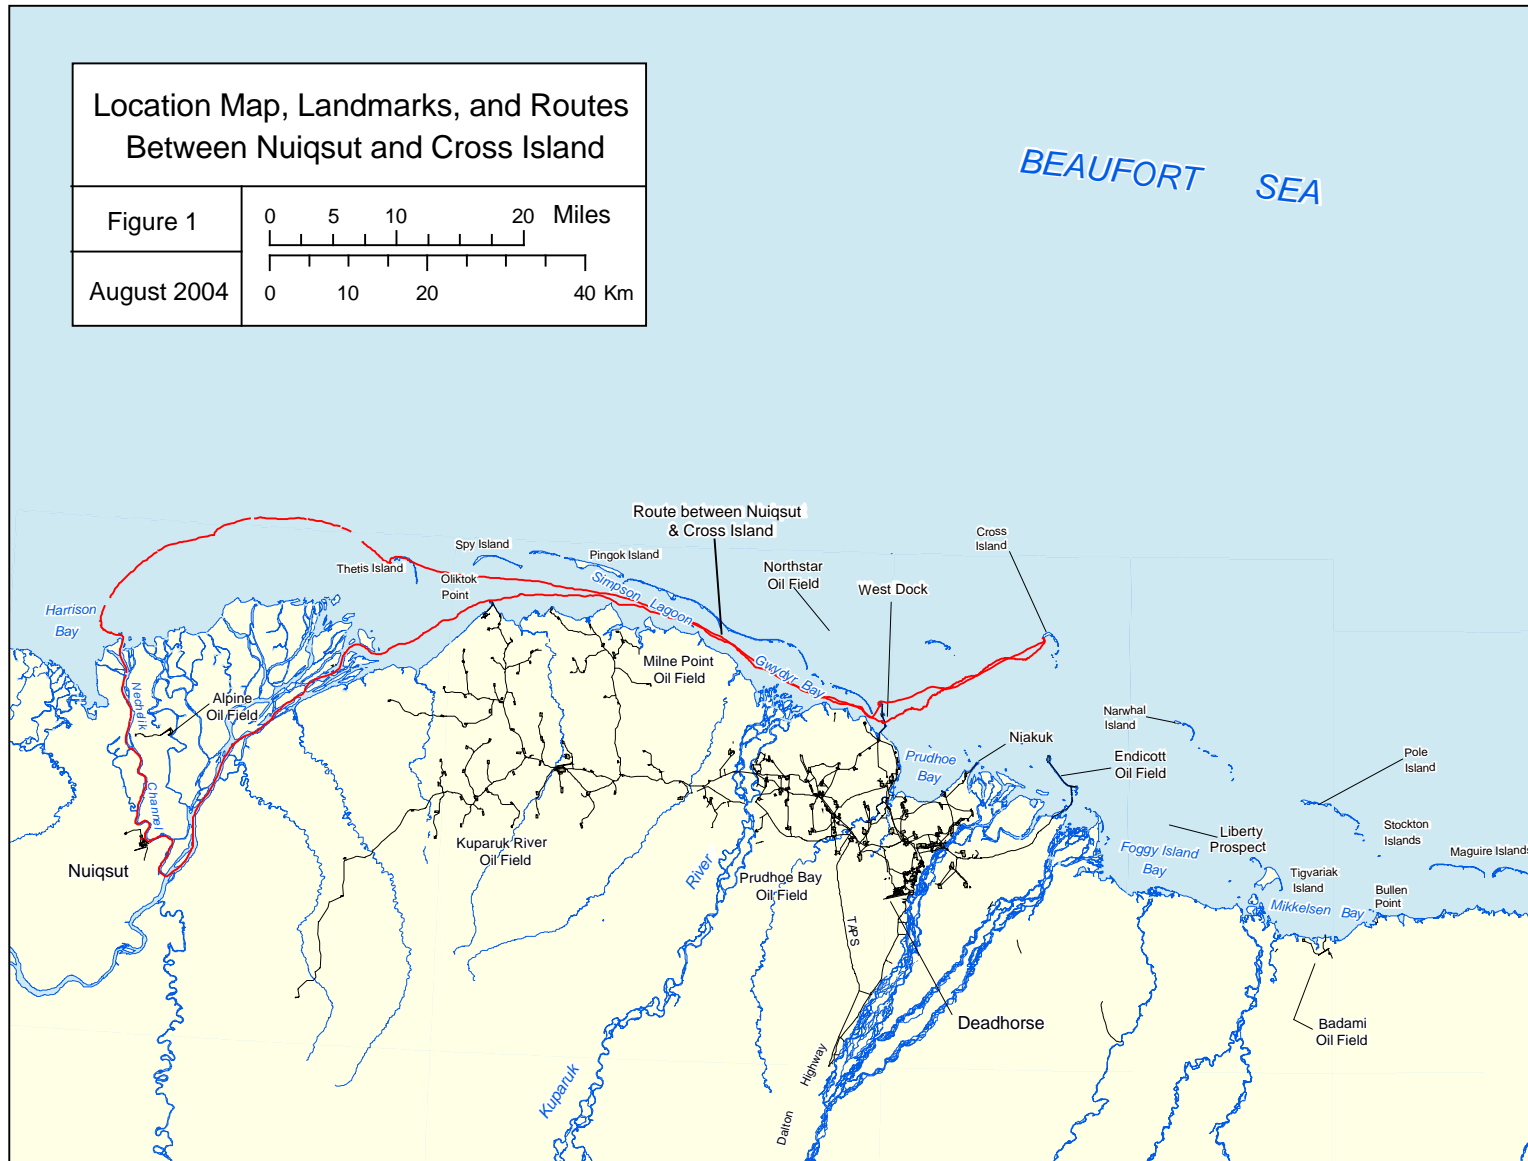 Location Map, Landmarks, and Routes
Between Nuiqsut and Cross Island
Figure 1
August 2004
0 5 10 20 Miles
0 10 20 40 Km
BEAUFORT SEA
Route between Nuiqsut
& Cross Island
Cross
Island
Spy Island
Pingok Island
Thetis Island
Oliktok
Point
Northstar
Oil Field
West Dock
Simpson Lagoon
Harrison
Bay
Milne Point
Oil Field
Gwydyr Bay
Nechelik
Channel
Alpine
Oil Field
Narwhal
Island
Niakuk
Prudhoe
Bay
Endicott
Oil Field
Pole
Island
Nuiqsut
Kuparuk River
Oil Field
Liberty
Prospect
Stockton
Islands
Foggy Island
Bay
Maguire Islands
Prudhoe Bay
Oil Field
Tigvariak
Island
Bullen
Point
Mikkelsen Bay
TAPS
Kuparuk River
Deadhorse
Badami
Oil Field
Dalton Highway